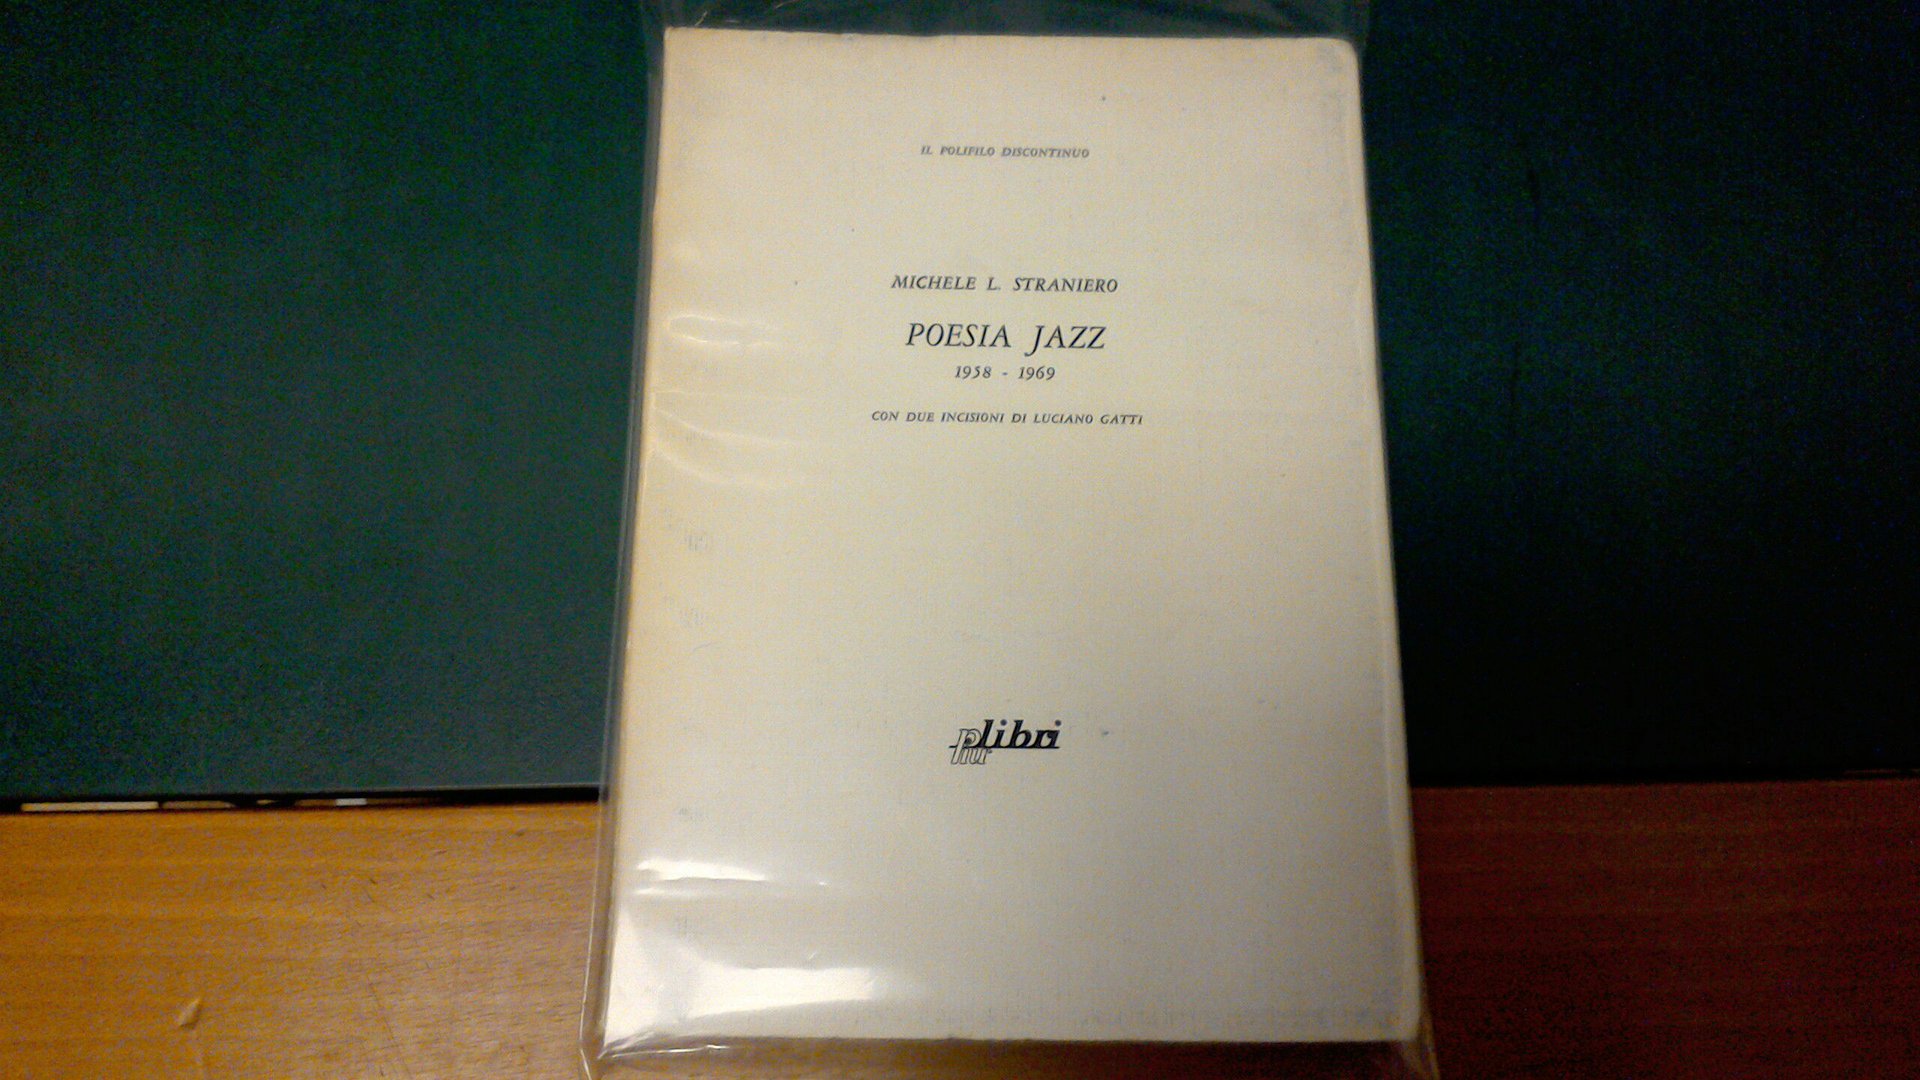 IL POLIFILO DISCONTINUO
MICHELE L. STRANIERO
POESIA JAZZ
1958 - 1969
CON DUE INCISIONI DI LUCIANO GATTI
libri